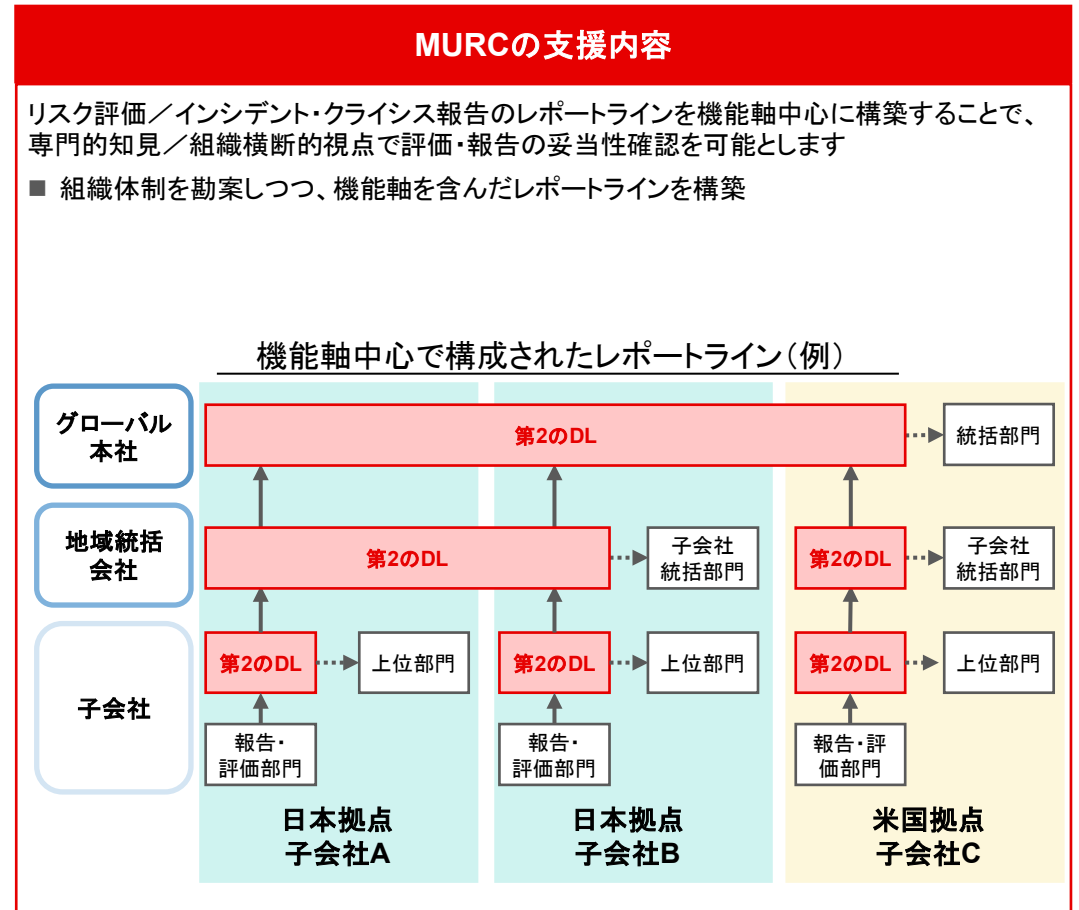 MURCの支援内容
リスク評価／インシデント・クライシス報告のレポートラインを機能軸中心に構築することで、
専門的知見／組織横断的視点で評価・報告の妥当性確認を可能とします
■ 組織体制を勘案しつつ、機能軸を含んだレポートラインを構築
機能軸中心で構成されたレポートライン（例）
グローバル
本社
第2のDL
統括部門
地域統括
会社
第2のDL
子会社
統括部門
第2のDL
子会社
統括部門
子会社
第2のDL
上位部門
第2のDL
上位部門
第2のDL
上位部門
報告・
評価部門
報告・
評価部門
報告・評
価部門
日本拠点
子会社A
日本拠点
子会社B
米国拠点
子会社C